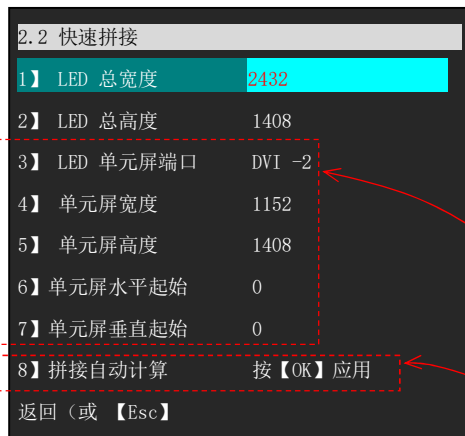 2.2 快速拼接
1】 LED 总宽度 2432
2】 LED 总高度 1408
3】 LED 单元屏端口 DVI -2
4】 单元屏宽度 1152
5】 单元屏高度 1408
6】单元屏水平起始 0
7】单元屏垂直起始 0
8】拼接自动计算 按【OK】应用
返回（或 【Esc】